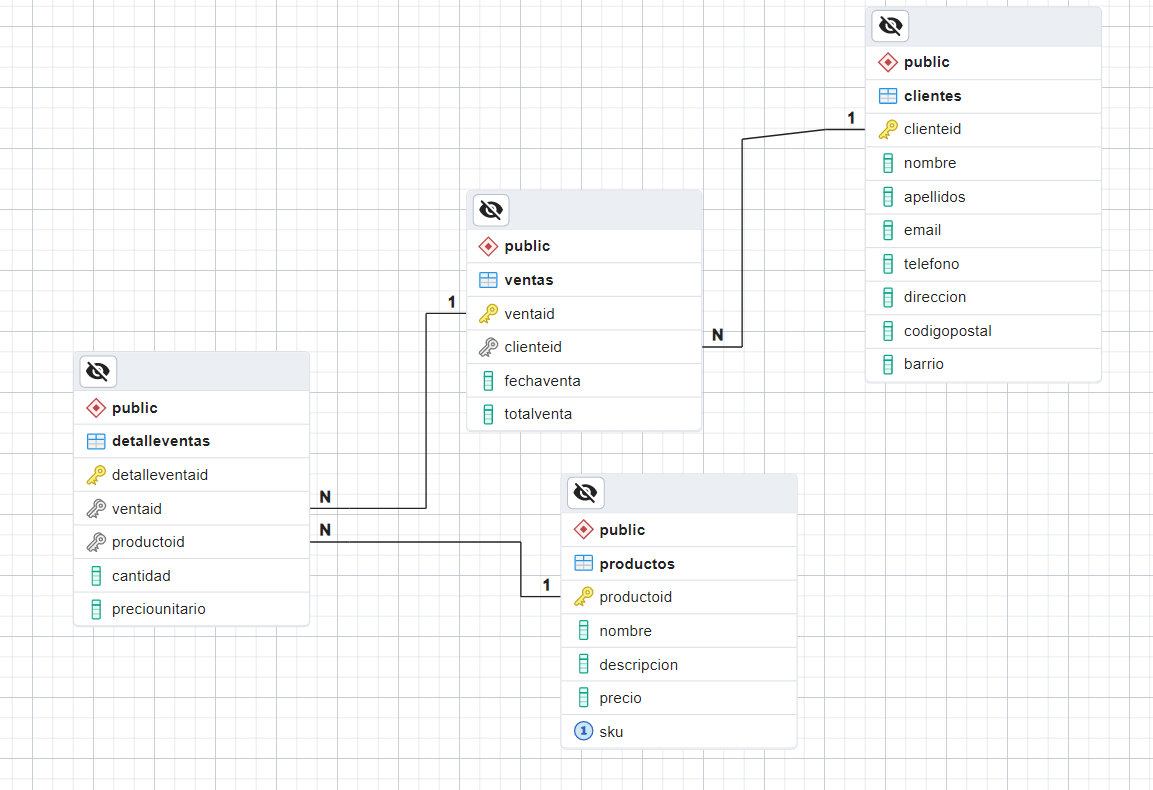 public
clientes
1
clienteid
nombre
apellidos
email
telefono
direccion
codigopostal
barrio
public
ventas
1
ventaid
N
clienteid
fechaventa
totalventa
public
detalleventas
detalleventaid
N
ventaid
N
productoid
cantidad
preciounitario
public
productos
1
productoid
nombre
descripcion
precio
1
sku